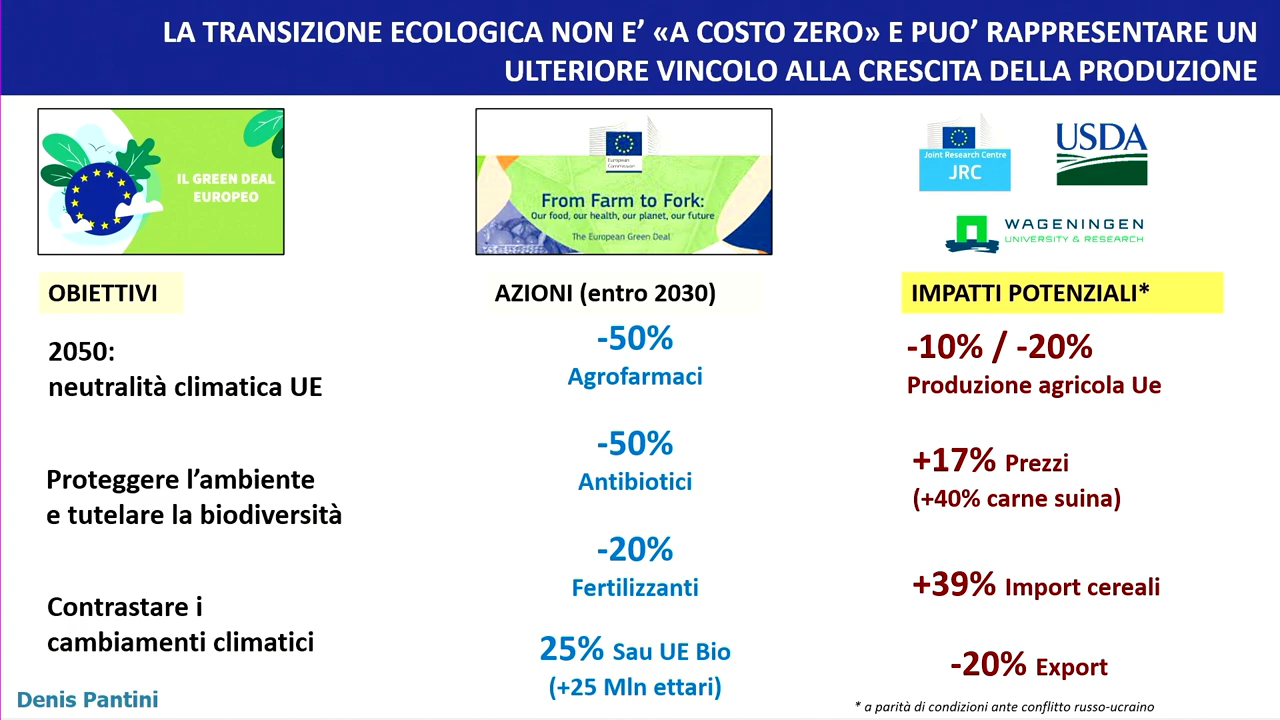 LA TRANSIZIONE ECOLOGICA NON E’ «A COSTO ZERO» E PUO’ RAPPRESENTARE UN
ULTERIORE VINCOLO ALLA CRESCITA DELLA PRODUZIONE
IL GREEN DEAL
EUROPEO
European
Commission
From Farm to Fork:
Our food, our health, our planet, our future
The European Green Deal
Joint Research Centre
JRC
USDA
WAGENINGEN
UNIVERSITY & RESEARCH
OBIETTIVI
2050:
neutralità climatica UE
Proteggere l’ambiente
e tutelare la biodiversità
Contrastare i
cambiamenti climatici
AZIONI (entro 2030)
-50%
Agrofarmaci
-50%
Antibiotici
-20%
Fertilizzanti
25% Sau UE Bio
(+25 Mln ettari)
IMPATTI POTENZIALI*
-10% / -20%
Produzione agricola Ue
+17% Prezzi
(+40% carne suina)
+39% Import cereali
-20% Export
Denis Pantini
* a parità di condizioni ante conflitto russo-ucraino